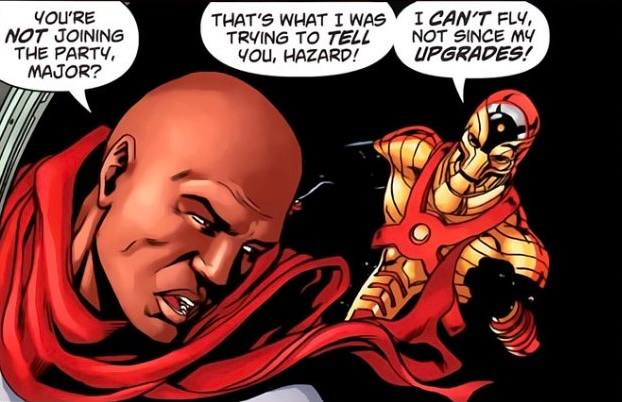 YOU'RE
NOT JOINING
THE PARTY,
MAJOR?
THAT'S WHAT I WAS
TRYING TO TELL
YOU, HAZARD!
I CAN'T FLY,
NOT SINCE MY
UPGRADES!